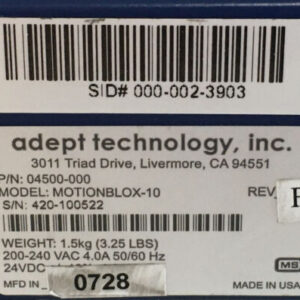 SID# 000-002-3903
adept technology, inc.
3011 Triad Drive, Livermore, CA 94551
P/N: 04500-000
MODEL: MOTIONBLOX-10 REV
S/N: 420-100522
WEIGHT: 1.5kg (3.25 LBS)
200-240 VAC 4.0A 50/60 Hz
24VDC
MFD IN 0728 MADE IN USA